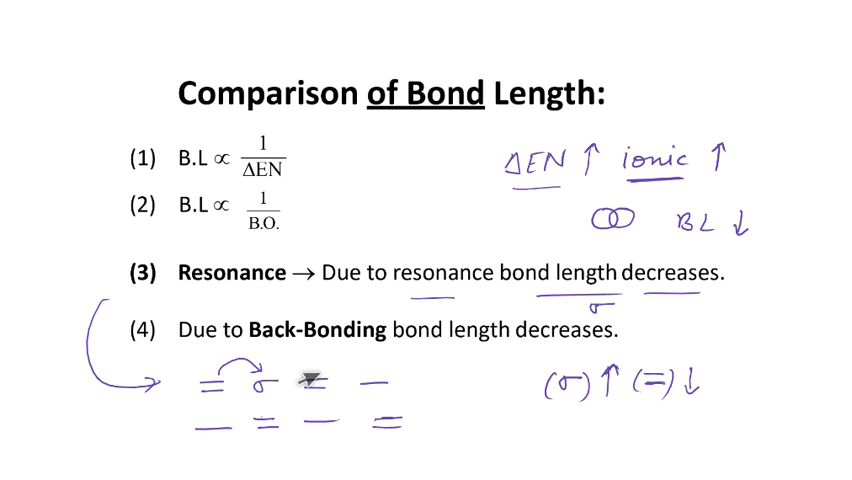 Comparison of Bond Length:
(1) B.L ∝ 1/ΔEN
ΔEN ↑ ionic ↑
(2) B.L ∝ 1/B.O.
BL ↓
(3) Resonance → Due to resonance bond length decreases.
σ
(4) Due to Back-Bonding bond length decreases.
= σ = —
(σ) ↑ (=) ↓
— = — =